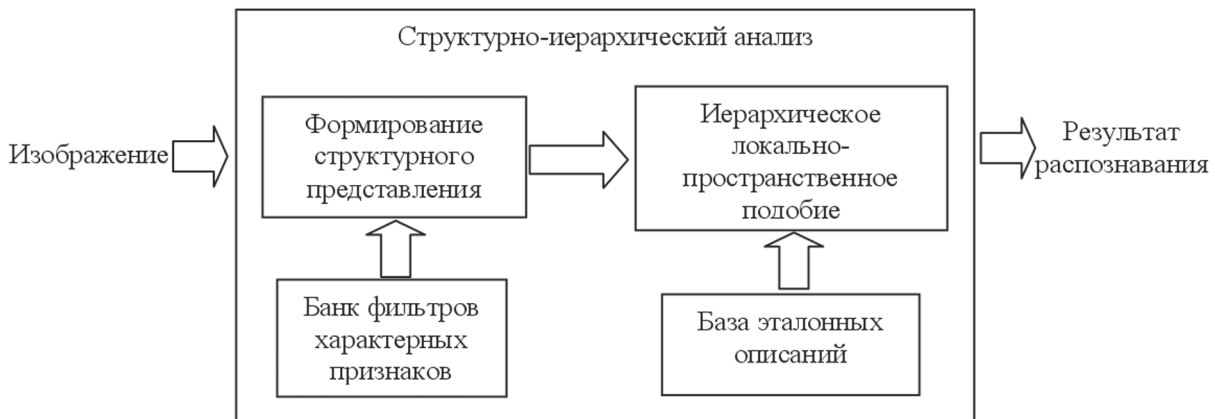 Структурно-иерархический анализ
Изображение
Формирование
структурного
представления
Иерархическое
локально-
пространственное
подобие
Результат
распознавания
Банк фильтров
характерных
признаков
База эталонных
описаний